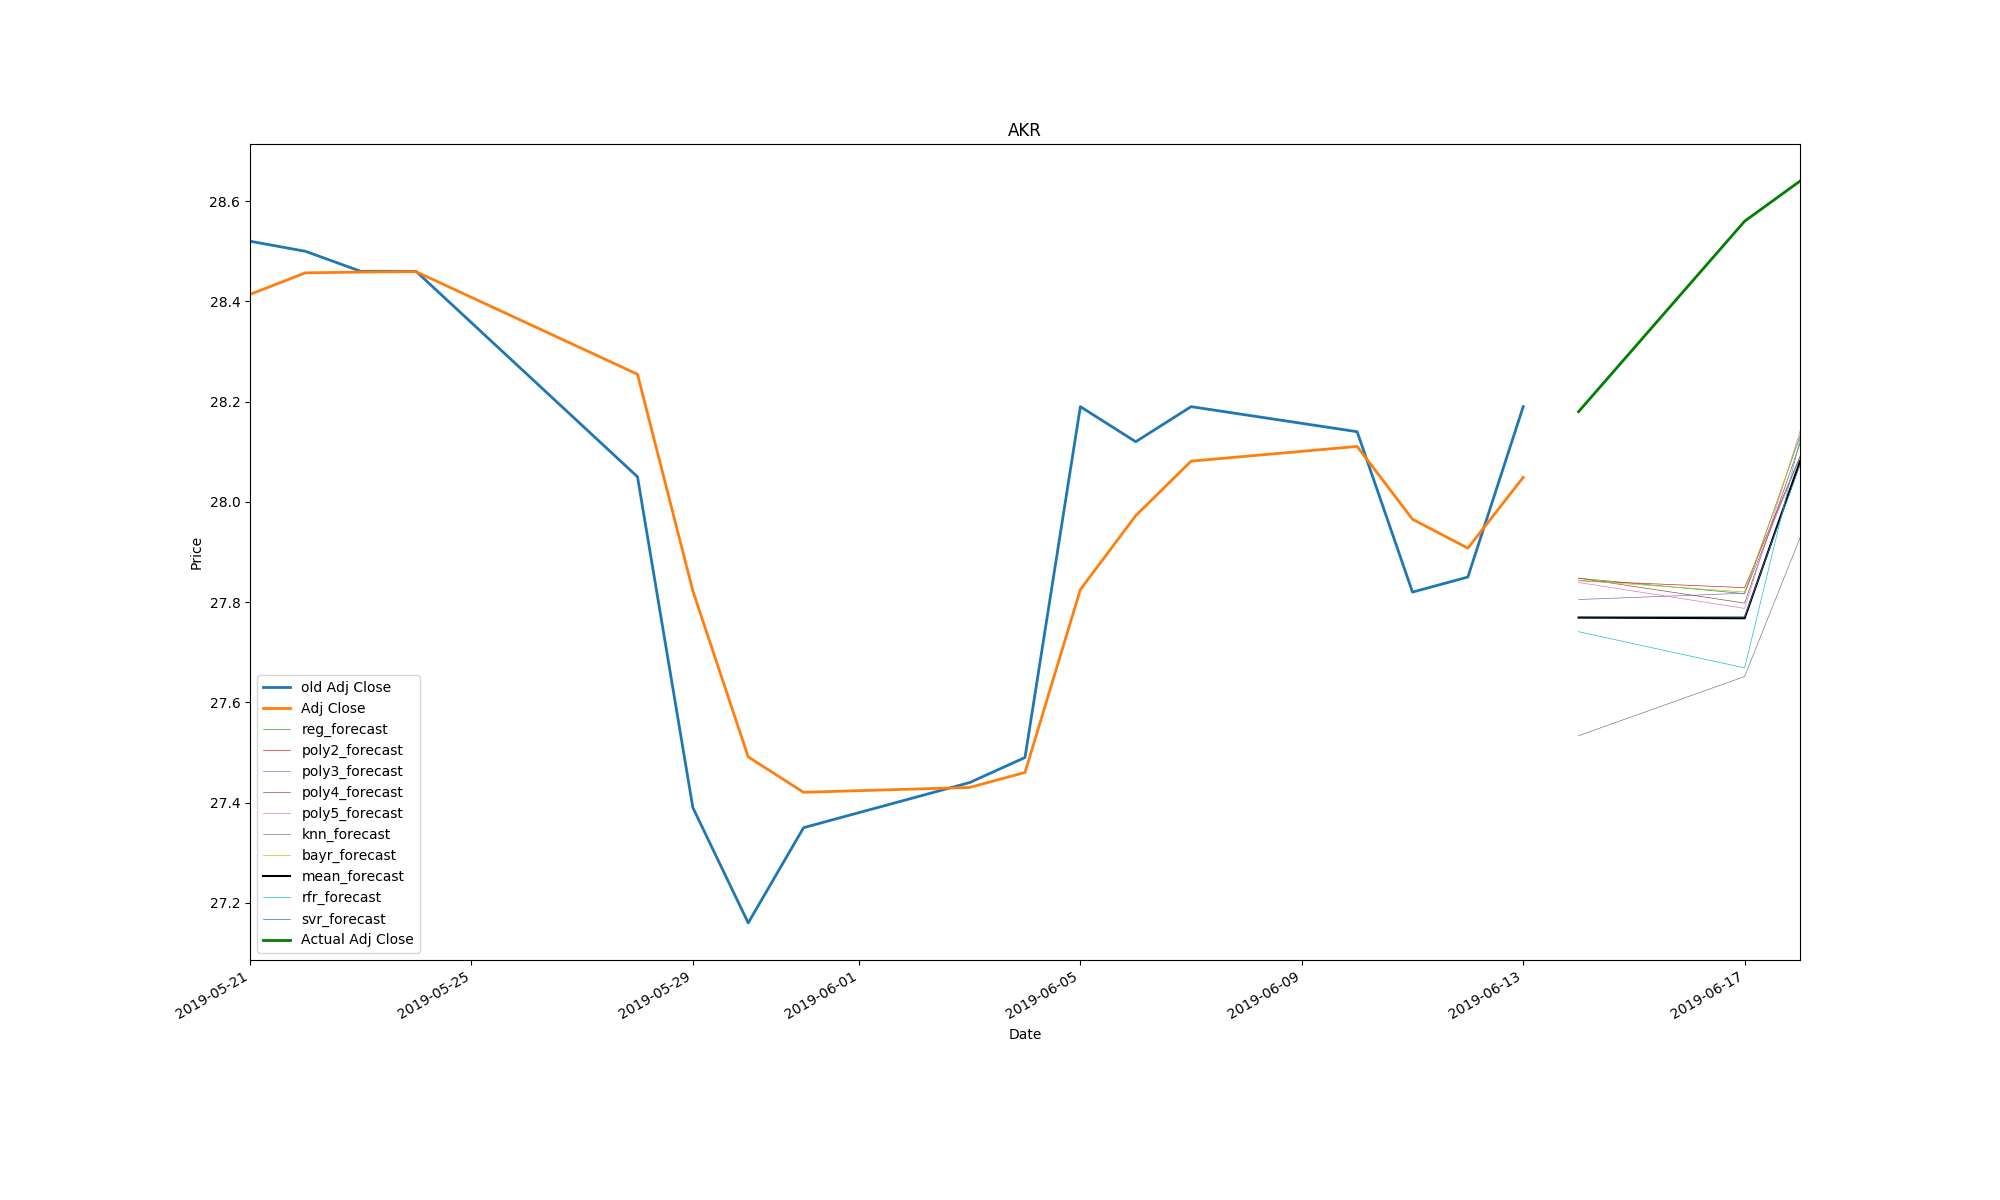 AKR
28.6
28.4
28.2
28.0
27.8
27.6
27.4
27.2
Price
old Adj Close
Adj Close
reg_forecast
poly2_forecast
poly3_forecast
poly4_forecast
poly5_forecast
knn_forecast
bayr_forecast
mean_forecast
rfr_forecast
svr_forecast
Actual Adj Close
2019-05-21
2019-05-25
2019-05-29
2019-06-01
2019-06-05
2019-06-09
2019-06-13
2019-06-17
Date